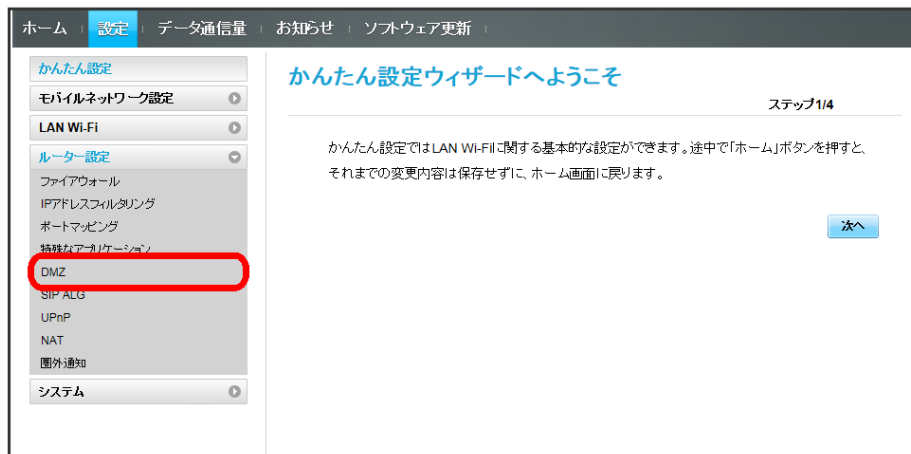 ホーム 設定 データ通信量 お知らせ ソフトウェア更新
かんたん設定
モバイルネットワーク設定
LAN Wi-Fi
ルーター設定
ファイアウォール
IPアドレスフィルタリング
ポートマッピング
特殊なアプリケーション
DMZ
SIP ALG
UPnP
NAT
圏外通知
システム
かんたん設定ウィザードへようこそ
ステップ1/4
かんたん設定ではLAN Wi-Fiに関する基本的な設定ができます。途中で「ホーム」ボタンを押すと、
それまでの変更内容は保存せずに、ホーム画面に戻ります。
次へ